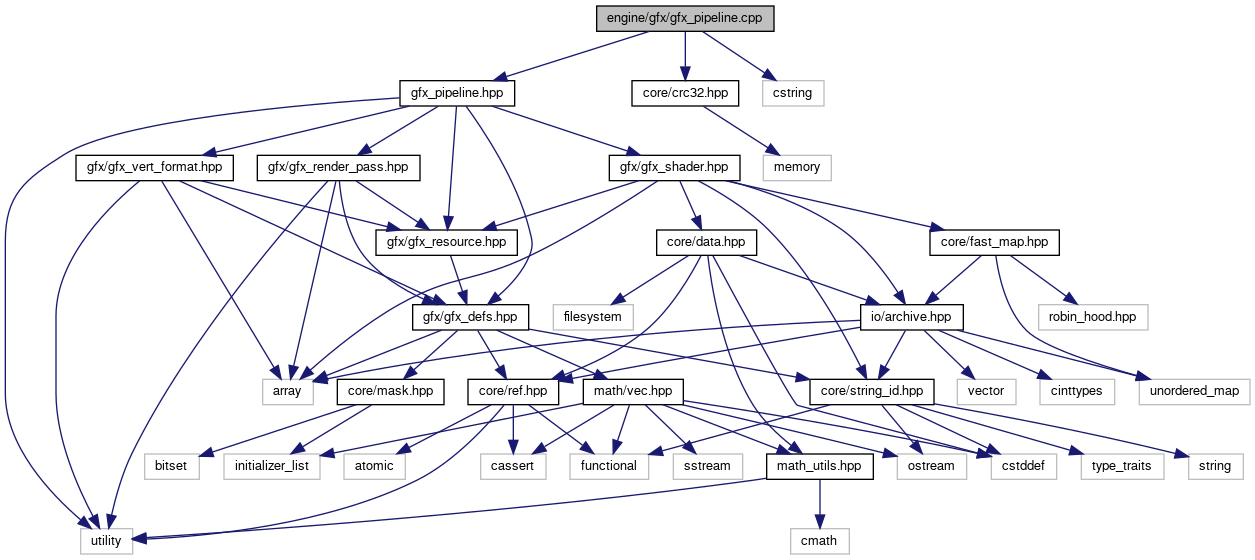 engine/gfx/gfx_pipeline.cpp
gfx_pipeline.hpp
core/crc32.hpp
cstring
gfx/gfx_vert_format.hpp
gfx/gfx_render_pass.hpp
gfx/gfx_shader.hpp
memory
gfx/gfx_resource.hpp
core/data.hpp
core/fast_map.hpp
gfx/gfx_defs.hpp
filesystem
io/archive.hpp
robin_hood.hpp
array
core/mask.hpp
core/ref.hpp
math/vec.hpp
core/string_id.hpp
vector
cinttypes
unordered_map
bitset
initializer_list
atomic
cassert
functional
sstream
math_utils.hpp
ostream
cstddef
type_traits
string
utility
cmath